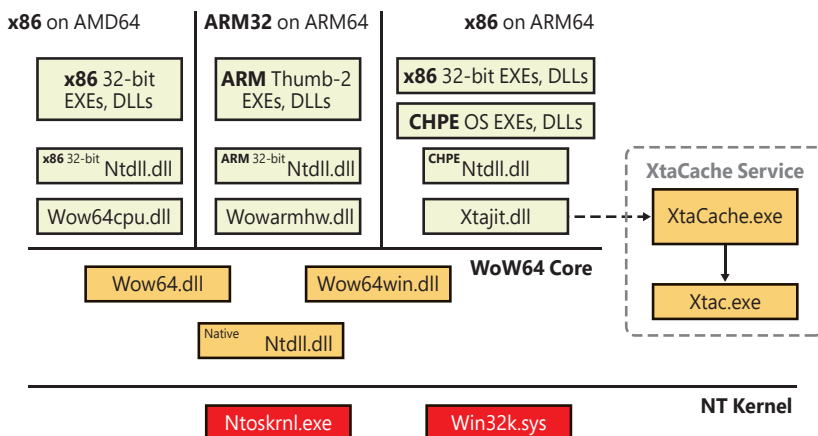 x86 on AMD64
ARM32 on ARM64
x86 on ARM64
x86 32-bit
EXEs, DLLs
ARM Thumb-2
EXEs, DLLs
x86 32-bit EXEs, DLLs
CHPE OS EXEs, DLLs
x86 32-bit Ntdll.dll
ARM 32-bit Ntdll.dll
CHPE Ntdll.dll
Wow64cpu.dll
Wowarmhw.dll
Xtajit.dll
XtaCache Service
XtaCache.exe
Xtac.exe
WoW64 Core
Wow64.dll
Wow64win.dll
Native Ntdll.dll
NT Kernel
Ntoskrnl.exe
Win32k.sys